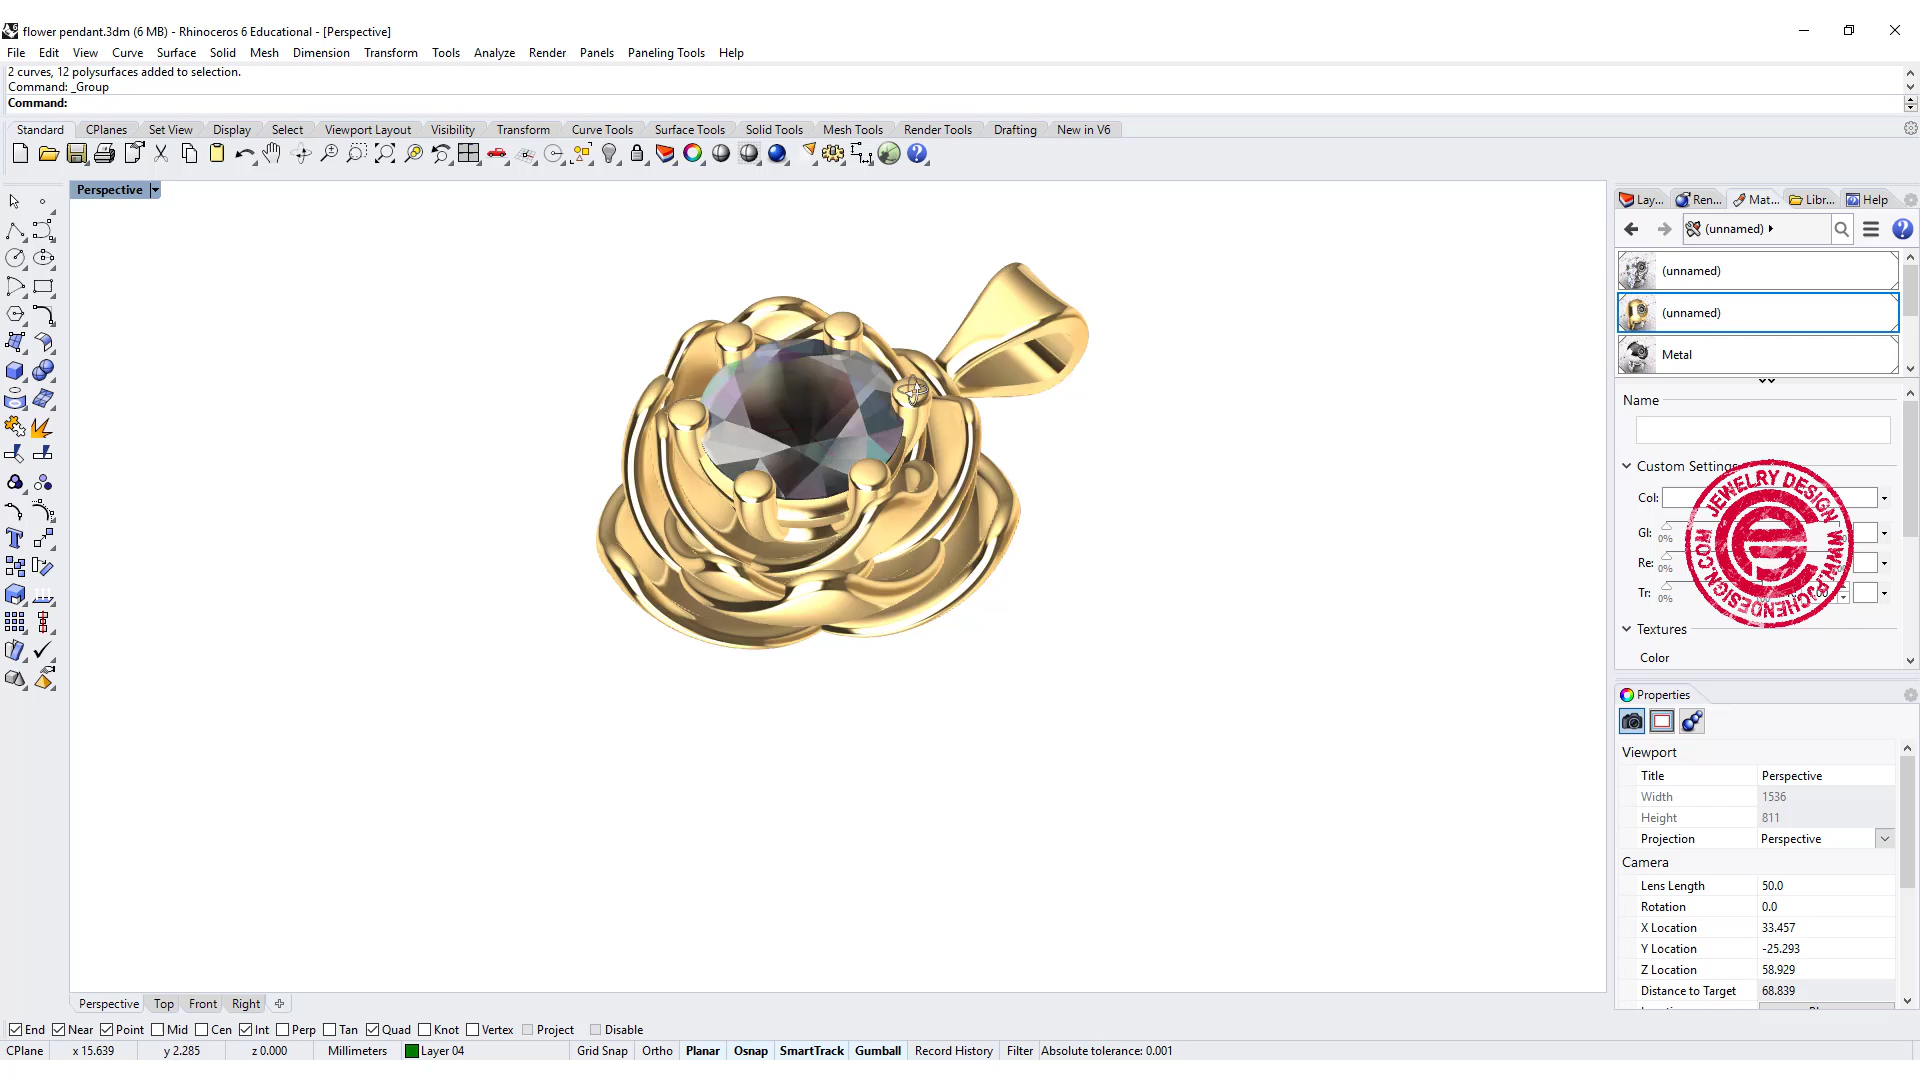 flower pendant.3dm (6 MB) - Rhinoceros 6 Educational - [Perspective]
File Edit View Curve Surface Solid Mesh Dimension Transform Tools Analyze Render Panels Paneling Tools Help
2 curves, 12 polysurfaces added to selection.
Command: _Group
Command:
Standard CPlanes Set View Display Select Viewport Layout Visibility Transform Curve Tools Surface Tools Solid Tools Mesh Tools Render Tools Drafting New in V6
Perspective
Lay... Ren... Mat... Libr... Help
(unnamed)
(unnamed)
(unnamed)
Metal
Name
Custom Settings
Col:
Gl: 0%
Re: 0%
Tr: 0%
JEWELRY DESIGN WWW.PJCHENDESIGN.COM
Textures
Color
Properties
Viewport
Title Perspective
Width 1536
Height 811
Projection Perspective
Camera
Lens Length 50.0
Rotation 0.0
X Location 33.457
Y Location -25.293
Z Location 58.929
Distance to Target 68.839
Perspective Top Front Right
End Near Point Mid Cen Int Perp Tan Quad Knot Vertex Project Disable
CPlane x 15.639 y 2.285 z 0.000 Millimeters Layer 04 Grid Snap Ortho Planar Osnap SmartTrack Gumball Record History Filter Absolute tolerance: 0.001